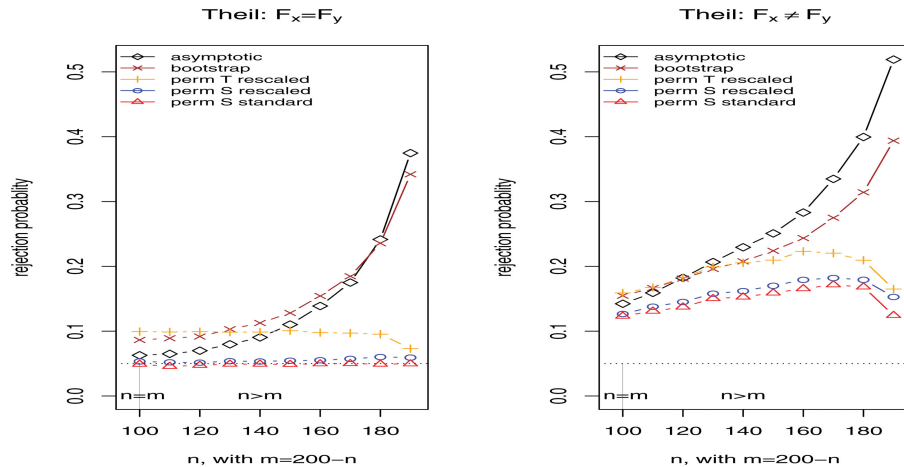 Theil: Fx=Fy
asymptotic
bootstrap
perm T rescaled
perm S rescaled
perm S standard
rejection probablity
0.0
0.1
0.2
0.3
0.4
0.5
n=m
n>m
100
120
140
160
180
n, with m=200−n
Theil: Fx ≠ Fy
asymptotic
bootstrap
perm T rescaled
perm S rescaled
perm S standard
rejection probablity
0.0
0.1
0.2
0.3
0.4
0.5
n=m
n>m
100
120
140
160
180
n, with m=200−n